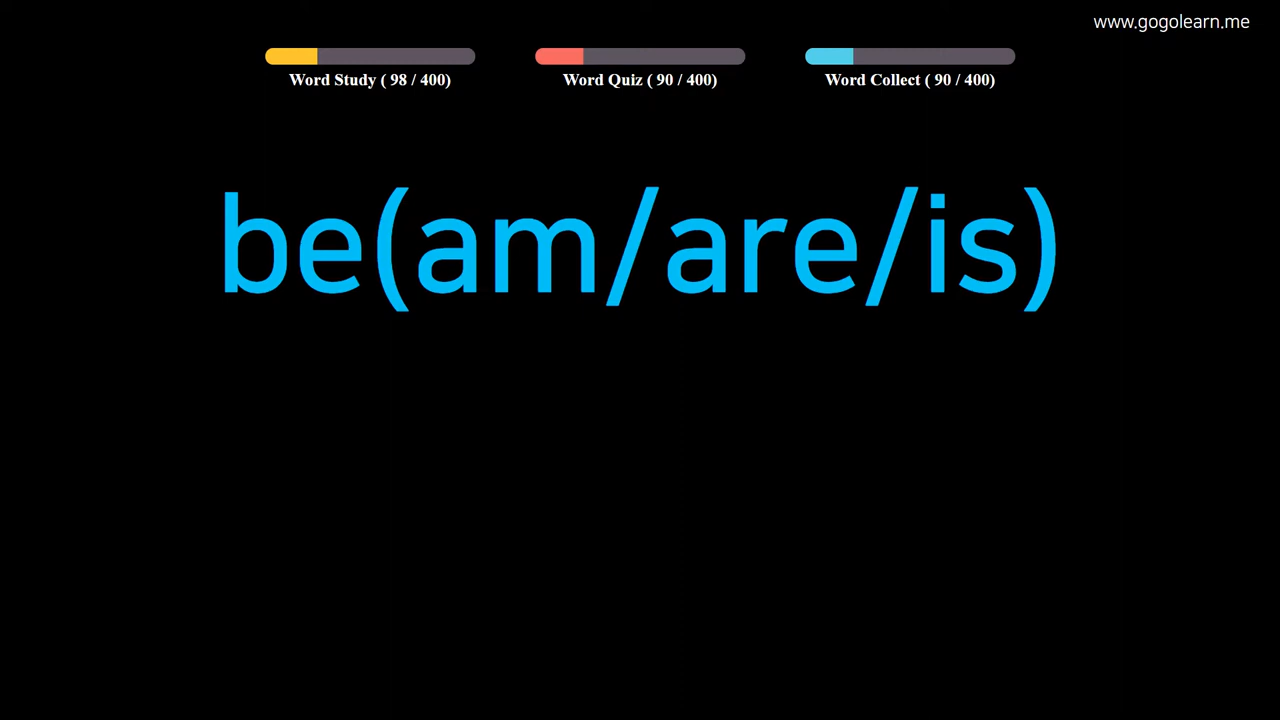 www.gogolearn.me
Word Study ( 98 / 400)
Word Quiz ( 90 / 400)
Word Collect ( 90 / 400)
be(am/are/is)